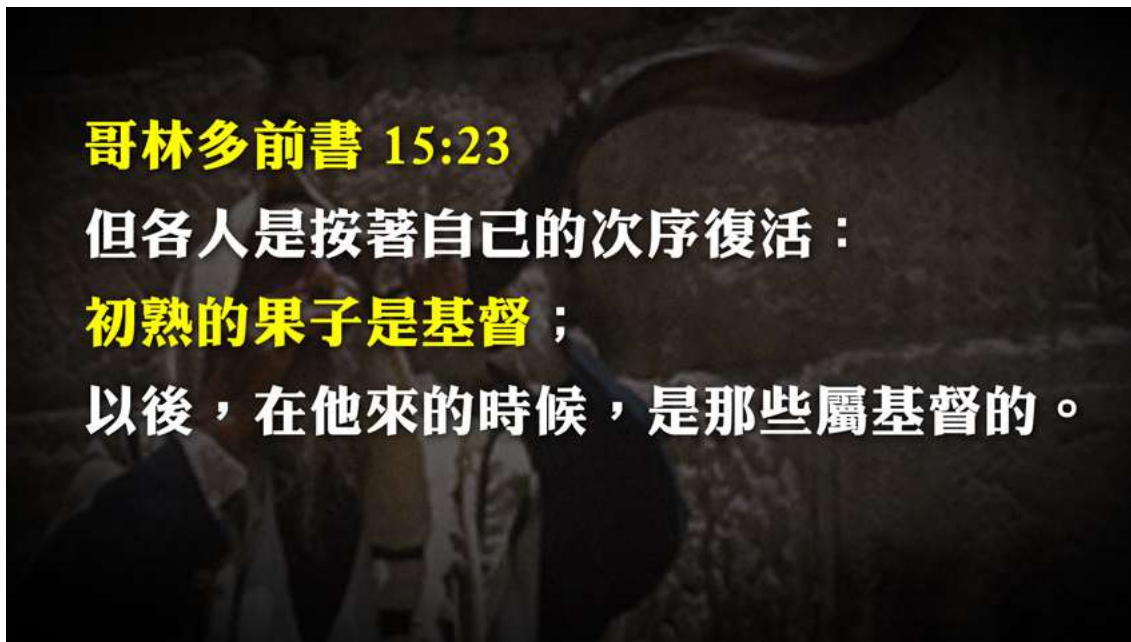 哥林多前書 15:23
但各人是按著自己的次序復活：
初熟的果子是基督；
以後，在他來的時候，是那些屬基督的。